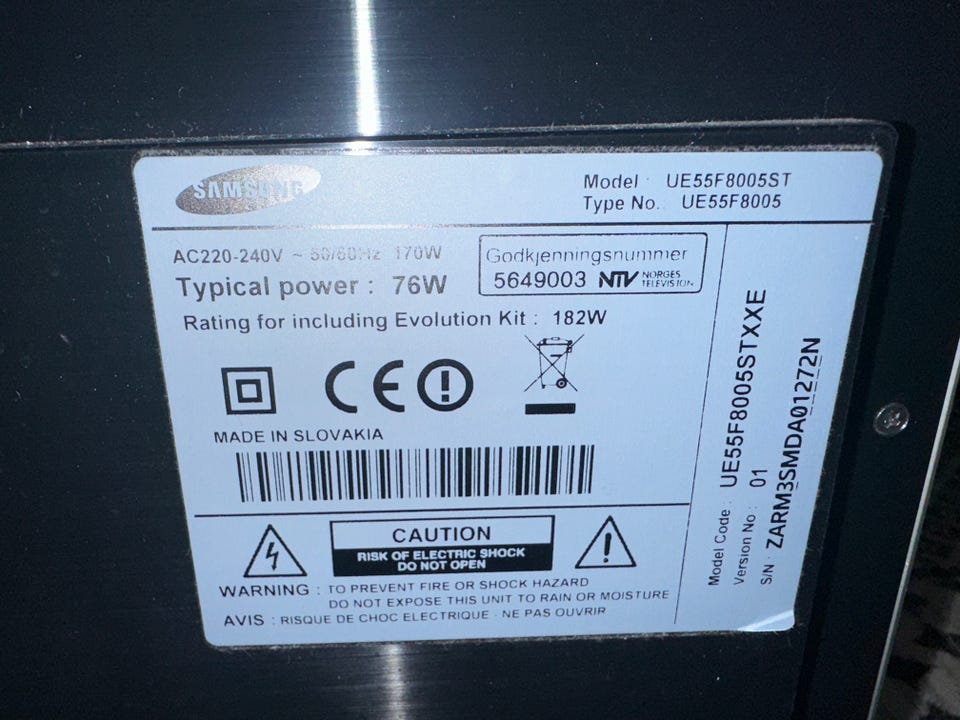 SAMSUNG
Model : UE55F8005ST
Type No. UE55F8005
AC220-240V ~ 50/60Hz 170W
Typical power : 76W
Rating for including Evolution Kit : 182W
Godkjenningsnummer
5649003 NTV NORGES TELEVISION
CE
MADE IN SLOVAKIA
CAUTION
RISK OF ELECTRIC SHOCK
DO NOT OPEN
WARNING : TO PREVENT FIRE OR SHOCK HAZARD
DO NOT EXPOSE THIS UNIT TO RAIN OR MOISTURE
AVIS : RISQUE DE CHOC ELECTRIQUE - NE PAS OUVRIR
Model Code : UE55F8005STXXE
Version No : 01
S/N : ZARM3SMDA01272N